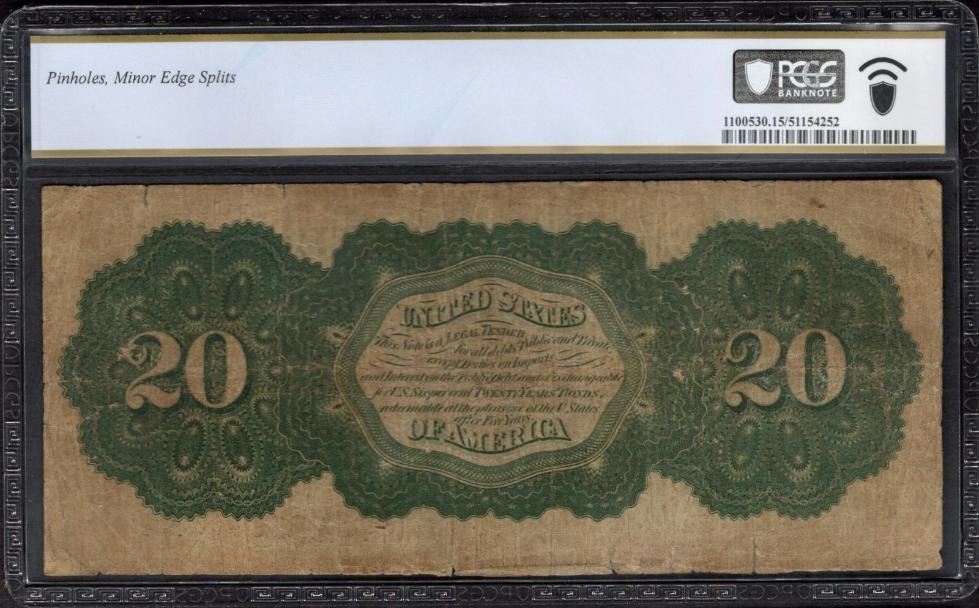 Pinholes, Minor Edge Splits
PCGS
BANKNOTE
1100530.15/51154252
UNITED STATES
This Note is a LEGAL TENDER
for all debts Public and Private
except Duties on Imports
and Interest on the Public Debt and is exchangeable
for U.S. Six per cent TWENTY YEARS BONDS,
redeemable at the pleasure of the U. States
after Five Years.
OF AMERICA
20
20